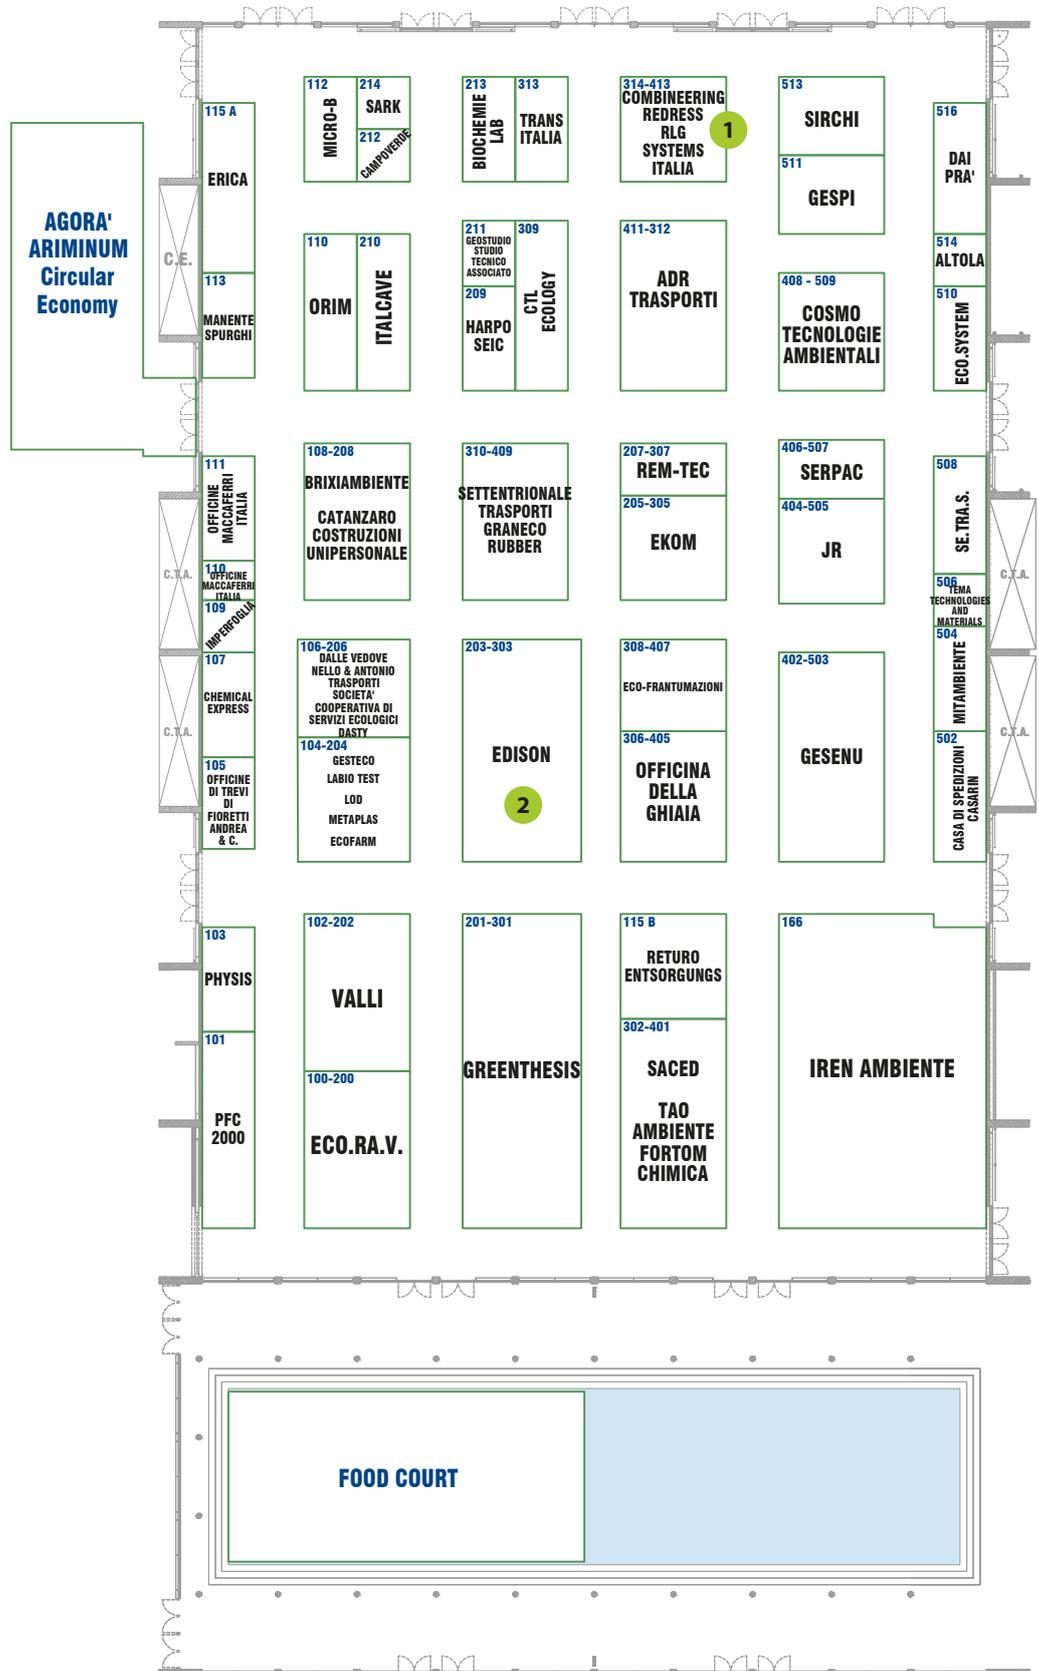 AGORA'
ARIMINUM
Circular
Economy
115 A
ERICA
113
MANENTE
SPURGHI
C.E.
112
MICRO-B
214
SARK
212
CAMPOVERDE
213
BIOCHEMIE
LAB
313
TRANS
ITALIA
314-413
COMBINEERING
REDRESS
RLG
SYSTEMS
ITALIA
1
513
SIRCHI
511
GESPI
516
DAI
PRA'
514
ALTOLA
510
ECO.SYSTEM
110
ORIM
210
ITALCAVE
211
GEOSTUDIO
STUDIO
TECNICO
ASSOCIATO
209
HARPO
SEIC
309
CTL
ECOLOGY
411-312
ADR
TRASPORTI
408 - 509
COSMO
TECNOLOGIE
AMBIENTALI
111
OFFICINE
MACCAFERRI
ITALIA
110
OFFICINE
MACCAFERRI
ITALIA
109
IMPERFOGLIA
107
CHEMICAL
EXPRESS
105
OFFICINE
DI TREVI
DI
FIORETTI
ANDREA
& C.
C.T.A.
C.T.A.
108-208
BRIXIAMBIENTE
CATANZARO
COSTRUZIONI
UNIPERSONALE
310-409
SETTENTRIONALE
TRASPORTI
GRANECO
RUBBER
207-307
REM-TEC
205-305
EKOM
406-507
SERPAC
404-505
JR
508
SE.TRA.S.
506
TEMA
TECHNOLOGIES
AND
MATERIALS
504
MITAMBIENTE
502
CASA DI SPEDIZIONI
CASARIN
C.T.A.
C.T.A.
106-206
DALLE VEDOVE
NELLO & ANTONIO
TRASPORTI
SOCIETA'
COOPERATIVA DI
SERVIZI ECOLOGICI
DASTY
104-204
GESTECO
LABIO TEST
LOD
METAPLAS
ECOFARM
203-303
EDISON
2
308-407
ECO-FRANTUMAZIONI
306-405
OFFICINA
DELLA
GHIAIA
402-503
GESENU
103
PHYSIS
101
PFC
2000
102-202
VALLI
100-200
ECO.RA.V.
201-301
GREENTHESIS
115 B
RETURO
ENTSORGUNGS
302-401
SACED
TAO
AMBIENTE
FORTOM
CHIMICA
166
IREN AMBIENTE
FOOD COURT